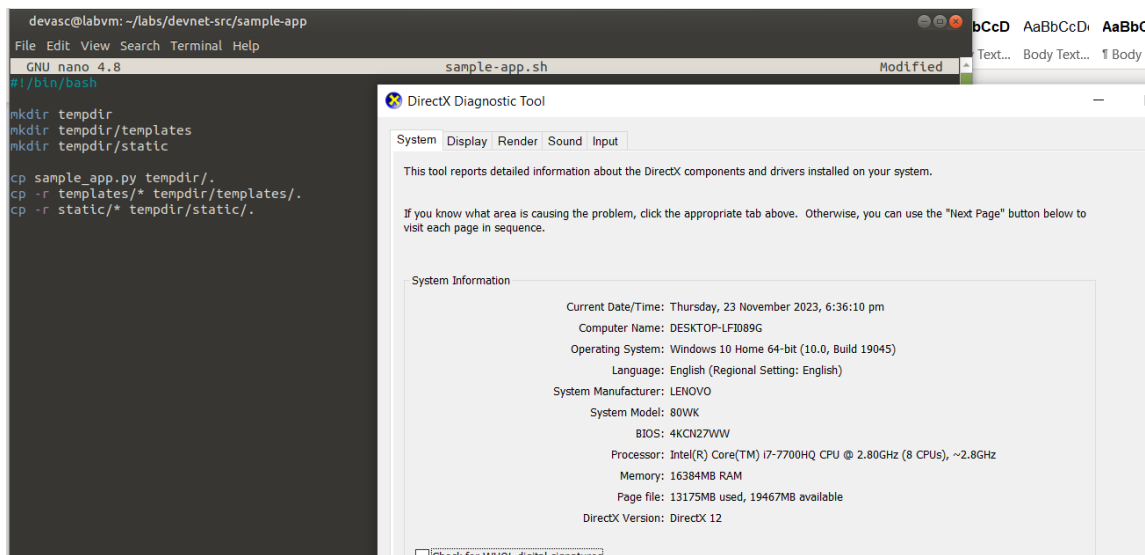 devasc@labvm: ~/labs/devnet-src/sample-app
File Edit View Search Terminal Help
GNU nano 4.8 sample-app.sh Modified
#!/bin/bash
mkdir tempdir
mkdir tempdir/templates
mkdir tempdir/static
cp sample_app.py tempdir/.
cp -r templates/* tempdir/templates/.
cp -r static/* tempdir/static/.
bCcD AaBbCcD AaBbC
Text... Body Text... ¶ Body
DirectX Diagnostic Tool
System Display Render Sound Input
This tool reports detailed information about the DirectX components and drivers installed on your system.
If you know what area is causing the problem, click the appropriate tab above. Otherwise, you can use the "Next Page" button below to
visit each page in sequence.
System Information
Current Date/Time: Thursday, 23 November 2023, 6:36:10 pm
Computer Name: DESKTOP-LFI089G
Operating System: Windows 10 Home 64-bit (10.0, Build 19045)
Language: English (Regional Setting: English)
System Manufacturer: LENOVO
System Model: 80WK
BIOS: 4KCN27WW
Processor: Intel(R) Core(TM) i7-7700HQ CPU @ 2.80GHz (8 CPUs), ~2.8GHz
Memory: 16384MB RAM
Page file: 13175MB used, 19467MB available
DirectX Version: DirectX 12
Check for WHQL digital signatures